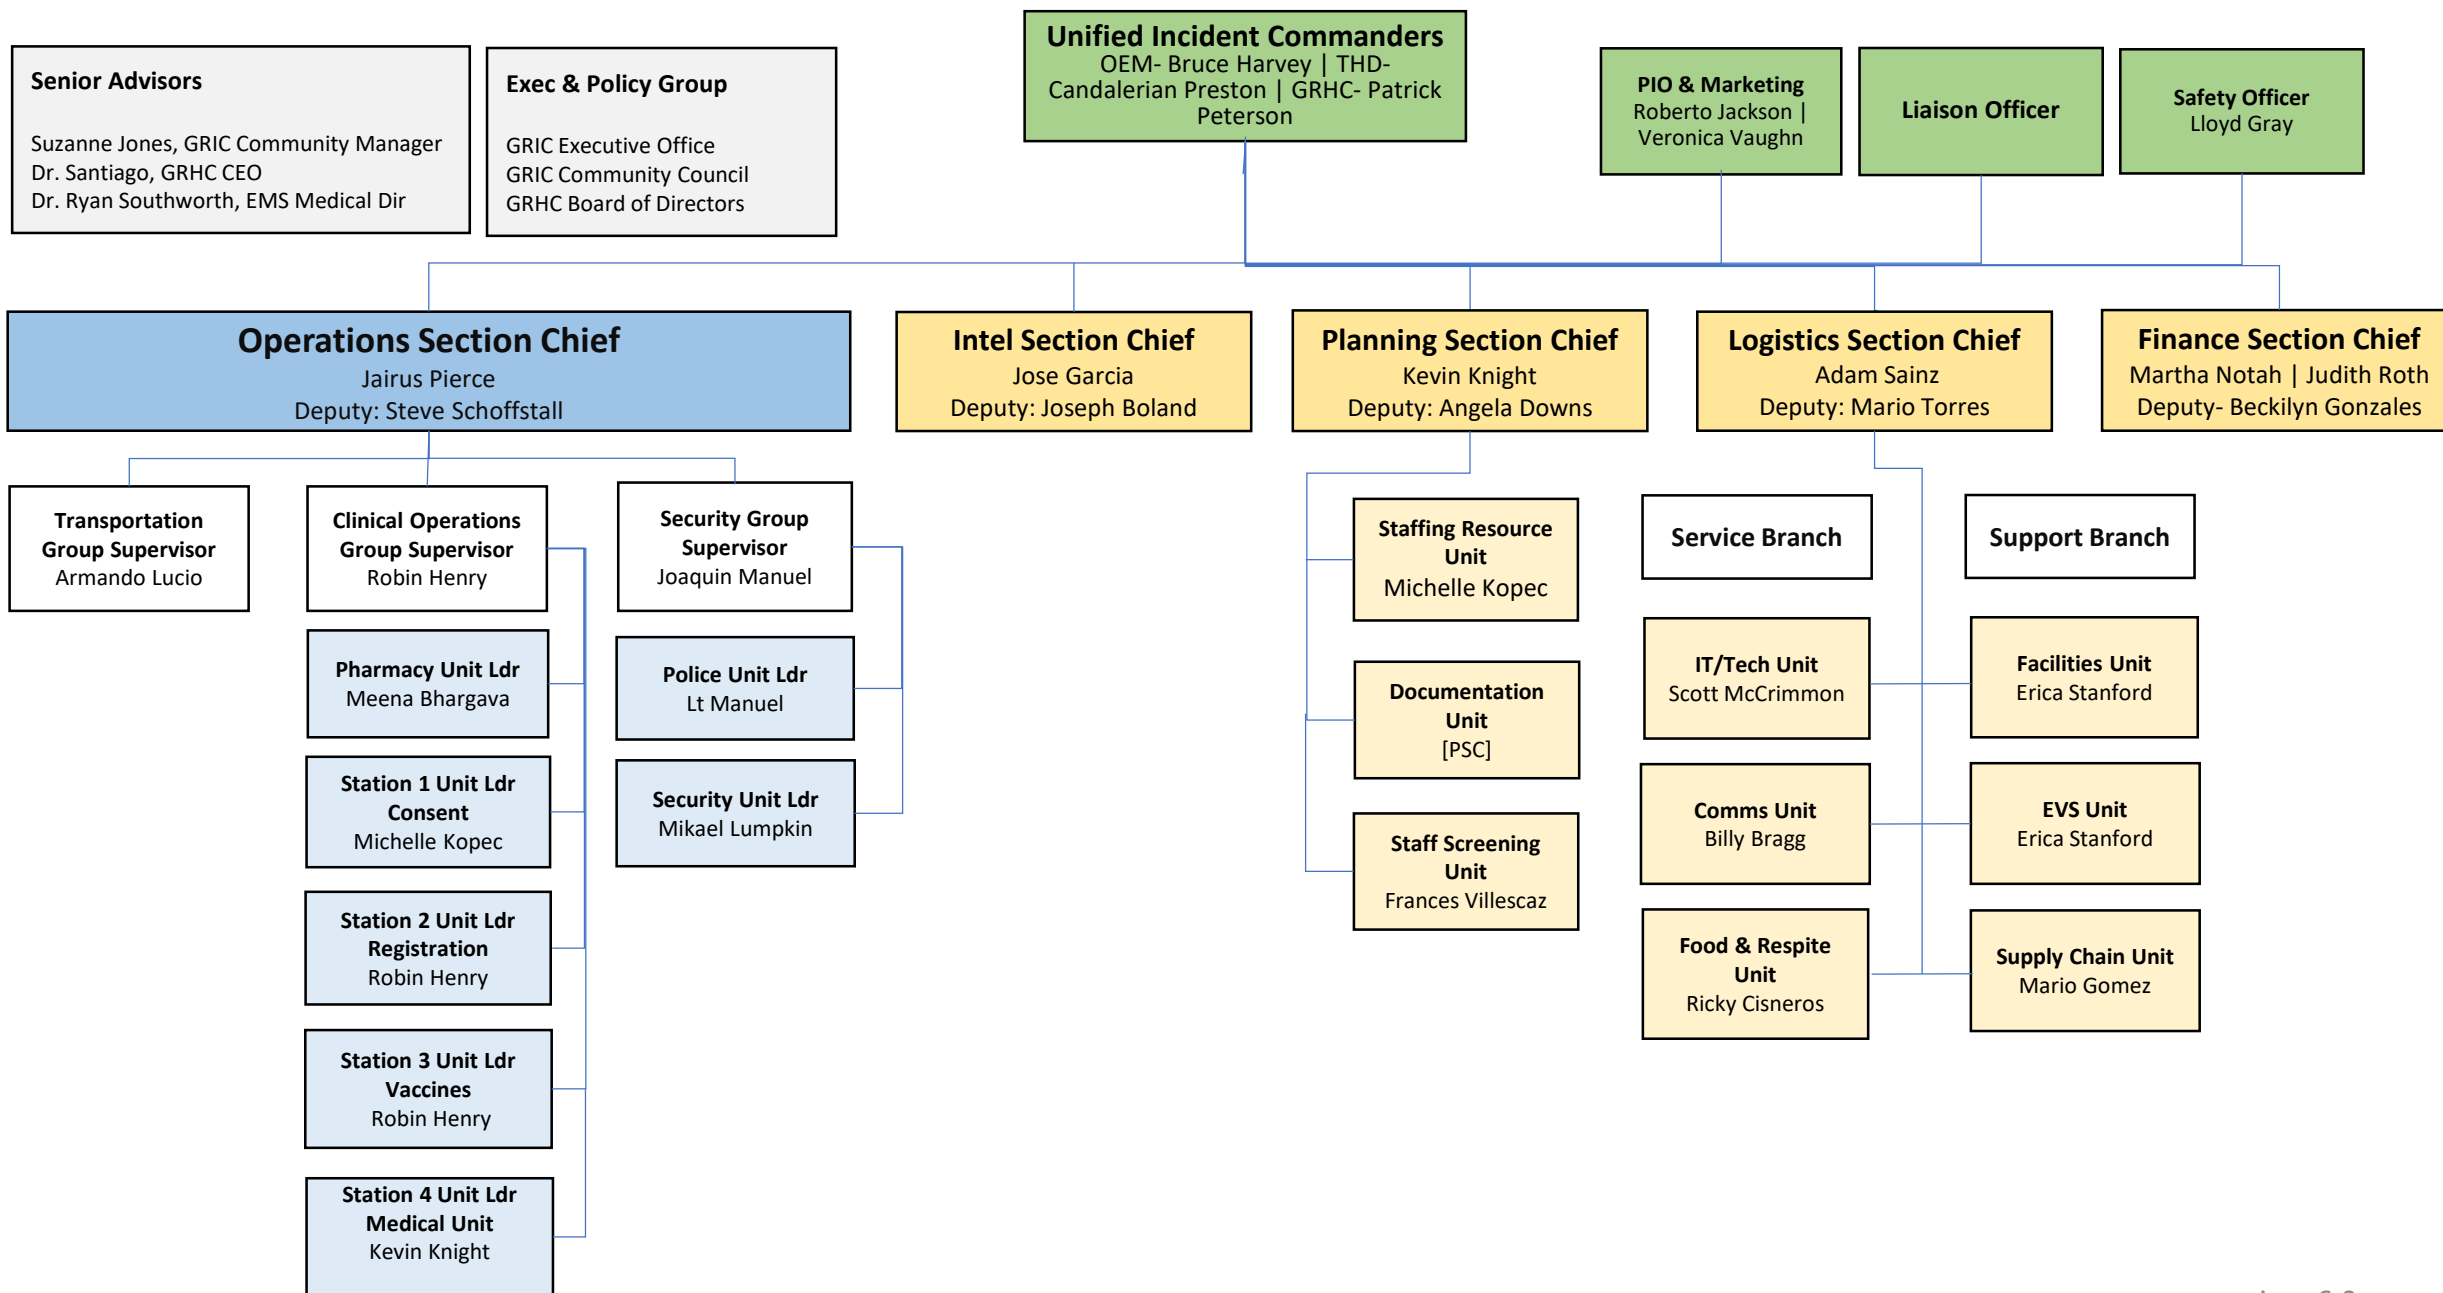 Unified Incident Commanders
OEM- Bruce Harvey | THD-
Candalerian Preston | GRHC- Patrick
Peterson
Senior Advisors
Suzanne Jones, GRIC Community Manager
Dr. Santiago, GRHC CEO
Dr. Ryan Southworth, EMS Medical Dir
Exec & Policy Group
GRIC Executive Office
GRIC Community Council
GRHC Board of Directors
PIO & Marketing
Roberto Jackson |
Veronica Vaughn
Liaison Officer
Safety Officer
Lloyd Gray
Operations Section Chief
Jairus Pierce
Deputy: Steve Schoffstall
Intel Section Chief
Jose Garcia
Deputy: Joseph Boland
Planning Section Chief
Kevin Knight
Deputy: Angela Downs
Logistics Section Chief
Adam Sainz
Deputy: Mario Torres
Finance Section Chief
Martha Notah | Judith Roth
Deputy- Beckilyn Gonzales
Transportation
Group Supervisor
Armando Lucio
Clinical Operations
Group Supervisor
Robin Henry
Security Group
Supervisor
Joaquin Manuel
Pharmacy Unit Ldr
Meena Bhargava
Station 1 Unit Ldr
Consent
Michelle Kopec
Station 2 Unit Ldr
Registration
Robin Henry
Station 3 Unit Ldr
Vaccines
Robin Henry
Station 4 Unit Ldr
Medical Unit
Kevin Knight
Police Unit Ldr
Lt Manuel
Security Unit Ldr
Mikael Lumpkin
Staffing Resource
Unit
Michelle Kopec
Documentation
Unit
[PSC]
Staff Screening
Unit
Frances Villescaz
Service Branch
IT/Tech Unit
Scott McCrimmon
Comms Unit
Billy Bragg
Food & Respite
Unit
Ricky Cisneros
Support Branch
Facilities Unit
Erica Stanford
EVS Unit
Erica Stanford
Supply Chain Unit
Mario Gomez